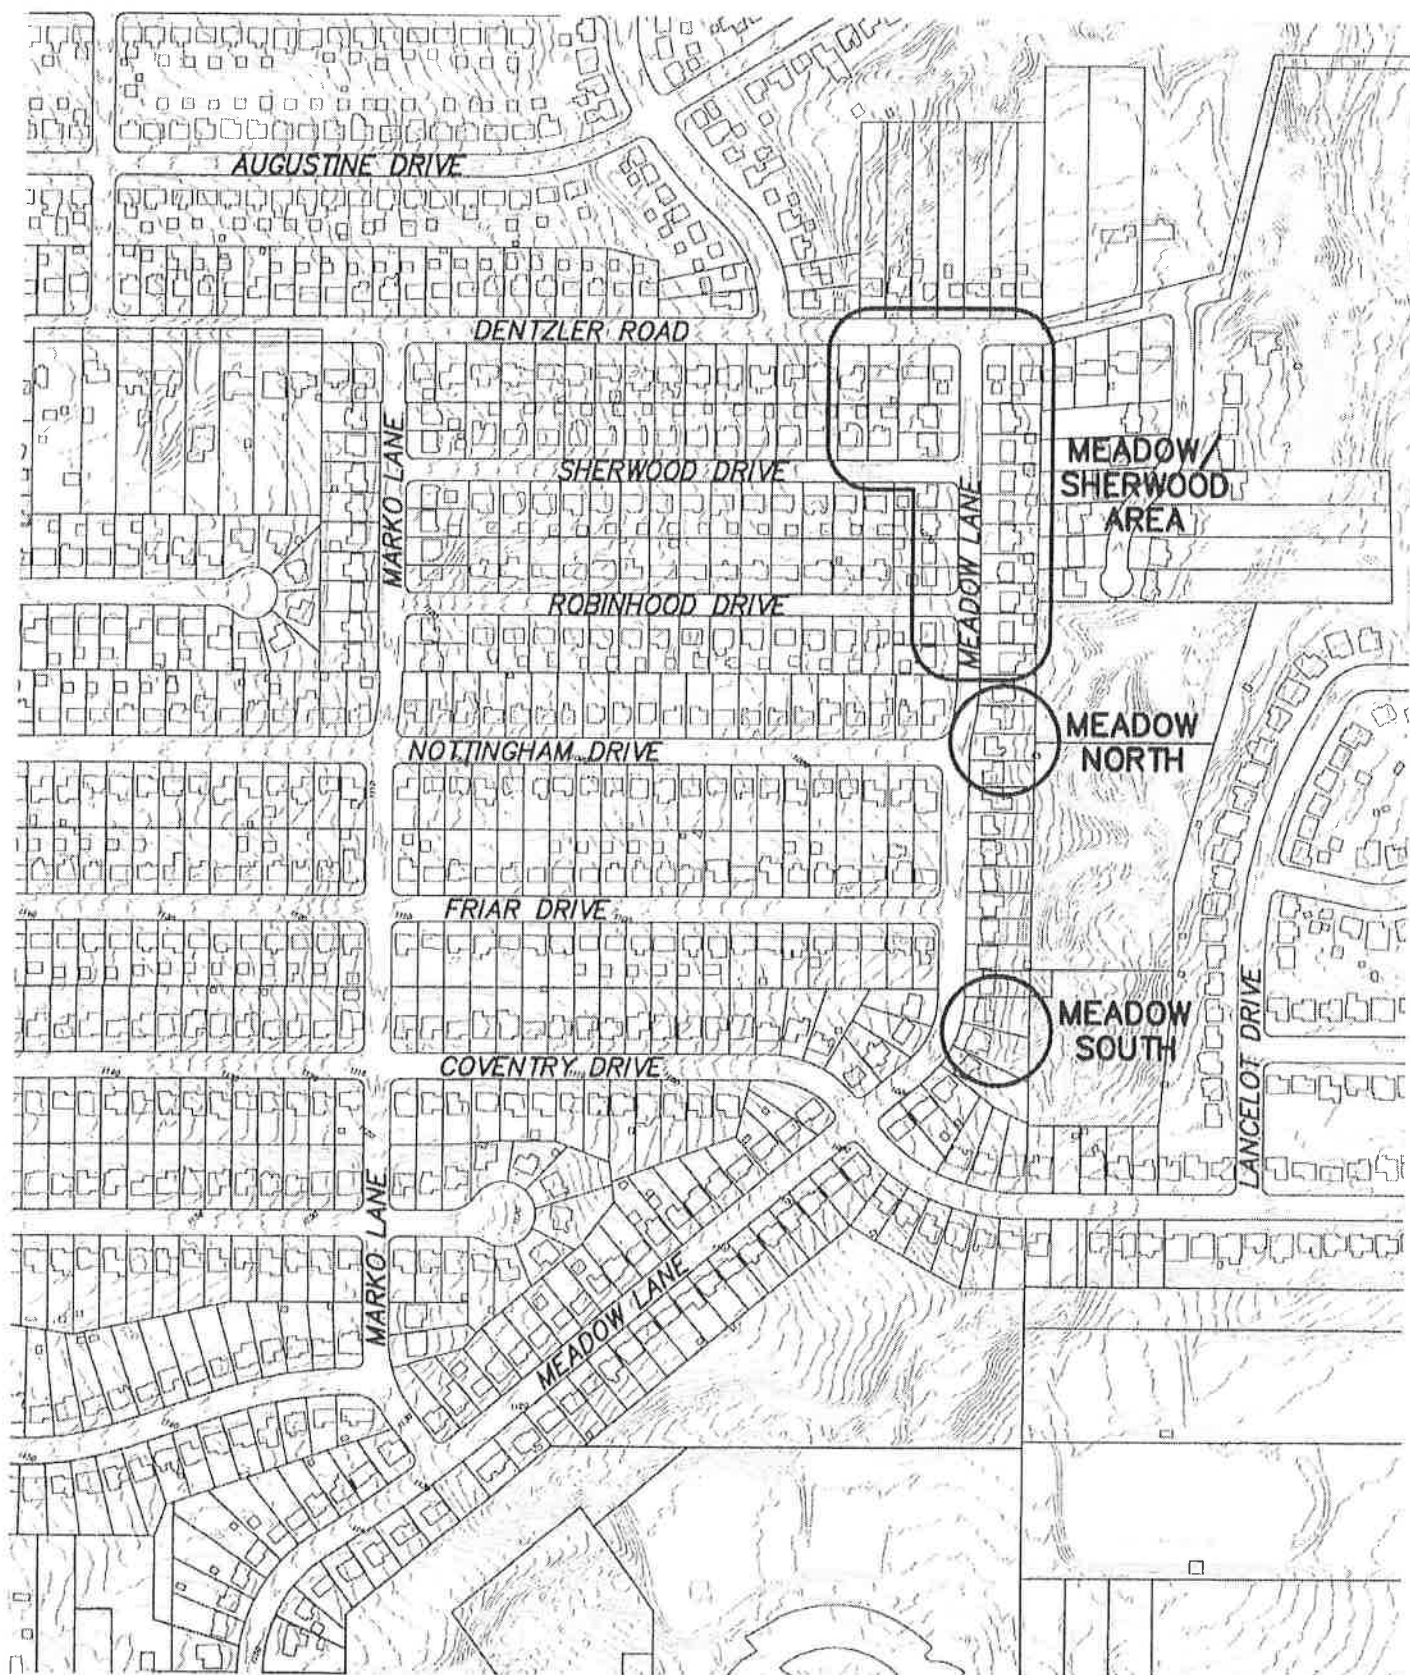 AUGUSTINE DRIVE
DENTZLER ROAD
MARKO LANE
SHERWOOD DRIVE
MEADOW LANE
MEADOW/
SHERWOOD
AREA
ROBINHOOD DRIVE
NOTTINGHAM DRIVE
MEADOW
NORTH
FRIAR DRIVE
MEADOW
SOUTH
LANCELOT DRIVE
COVENTRY DRIVE
MARKO LANE
MEADOW LANE